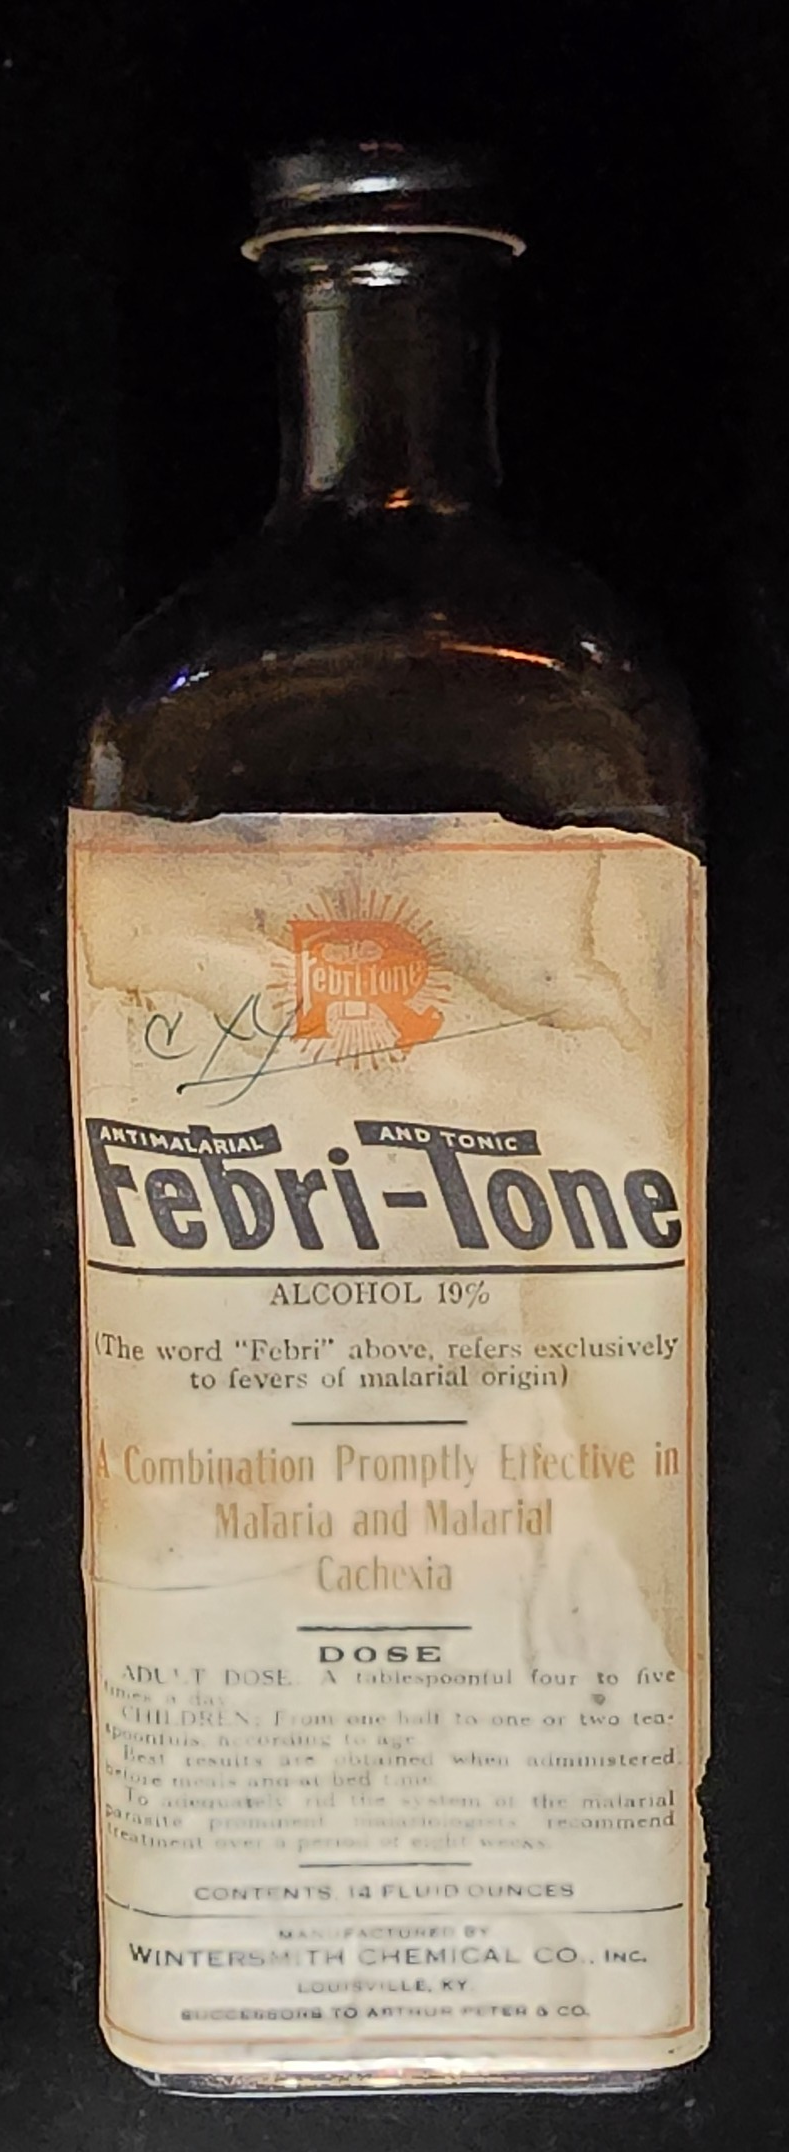 Febri-Tone
ANTIMALARIAL AND TONIC
Febri-Tone
ALCOHOL 19%
(The word "Febri" above, refers exclusively
to fevers of malarial origin)
A Combination Promptly Effective in
Malaria and Malarial
Cachexia
DOSE
ADULT DOSE. A tablespoonful four to five
times a day
CHILDREN; From one half to one or two tea-
spoonfuls, according to age
Best results are obtained when administered
before meals and at bed time
To adequately rid the system of the malarial
parasite prominent malariologists recommend
treatment over a period of eight weeks.
CONTENTS, 14 FLUID OUNCES
MANUFACTURED BY
WINTERSMITH CHEMICAL CO., INC.
LOUISVILLE, KY.
SUCCESSORS TO ARTHUR PETER & CO.